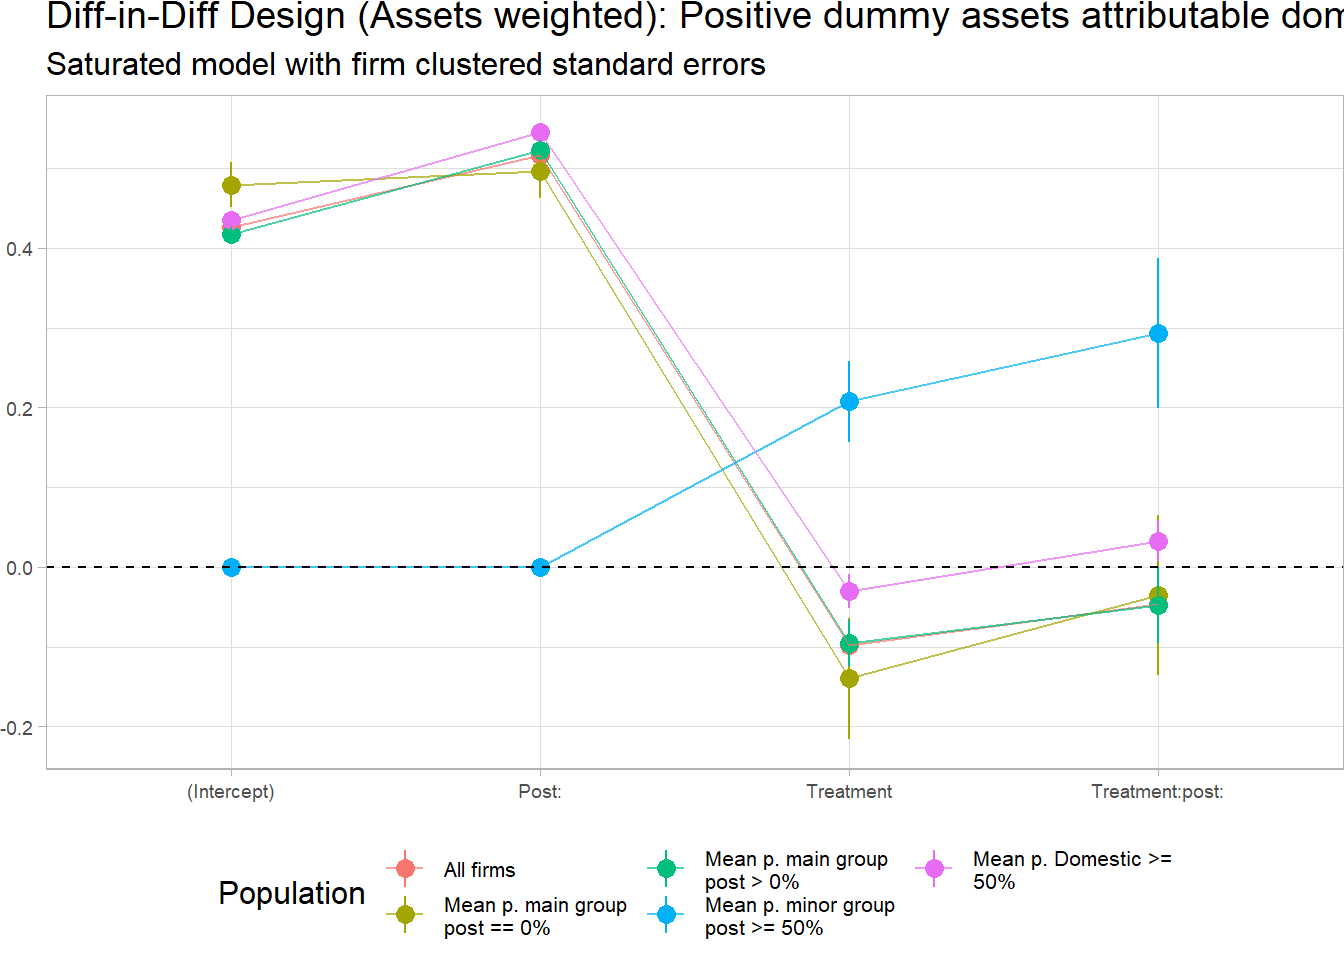 Diff-in-Diff Design (Assets weighted): Positive dummy assets attributable dom
Saturated model with firm clustered standard errors
0.4
0.2
0.0
-0.2
(Intercept) Post: Treatment Treatment:post:
Population
All firms
Mean p. main group
post == 0%
Mean p. main group
post > 0%
Mean p. minor group
post >= 50%
Mean p. Domestic >=
50%